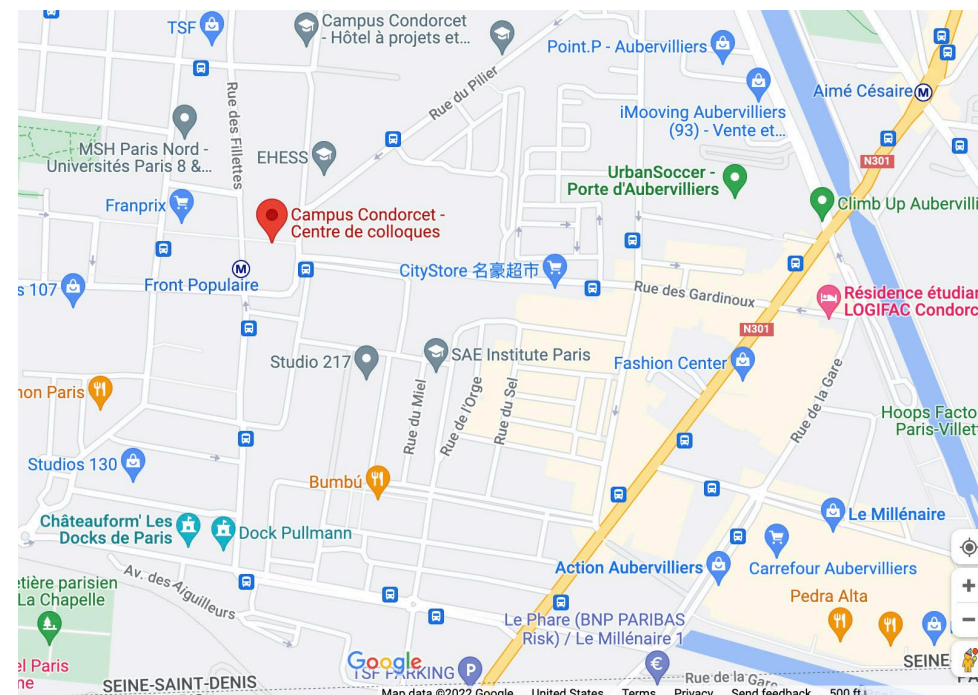 TSF
Campus Condorcet
- Hôtel à projets et...
Point.P - Aubervilliers
Aimé Césaire
M
Rue du Pilier
Rue des Fillettes
iMooving Aubervilliers
(93) - Vente et...
MSH Paris Nord -
Universités Paris 8 &...
EHESS
N301
UrbanSoccer -
Porte d'Aubervilliers
Franprix
Climb Up Aubervilli
Campus Condorcet -
Centre de colloques
M
Front Populaire
CityStore 名豪超市
s 107
Rue des Gardinoux
Résidence étudian
LOGIFAC Condorc
N301
Studio 217
SAE Institute Paris
Fashion Center
non Paris
Rue du Miel
Rue de l'Orge
Rue du Sel
Rue de la Gare
Hoops Facto
Paris-Villet
Studios 130
Bumbú
Châteauform' Les
Docks de Paris
Dock Pullmann
Le Millénaire
Action Aubervilliers
Carrefour Aubervilliers
Av. des Aiguilleurs
etière parisien
La Chapelle
Pedra Alta
Le Phare (BNP PARIBAS
Risk) / Le Millénaire 1
Google
TSF PARKING
P
€
el Paris
ne
SEINE-SAINT-DENIS
Rue de la Gare
SEINE
Map data ©2022 Google United States Terms Privacy Send feedback 500 ft